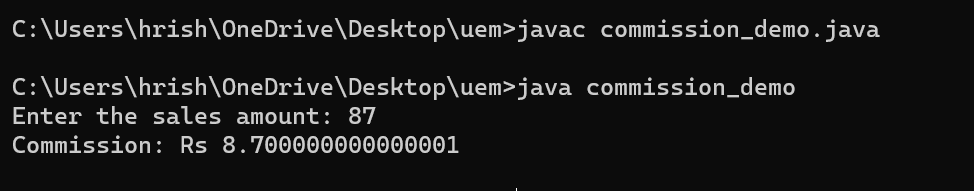 C:\Users\hrish\OneDrive\Desktop\uem>javac commission_demo.java
C:\Users\hrish\OneDrive\Desktop\uem>java commission_demo
Enter the sales amount: 87
Commission: Rs 8.700000000000001